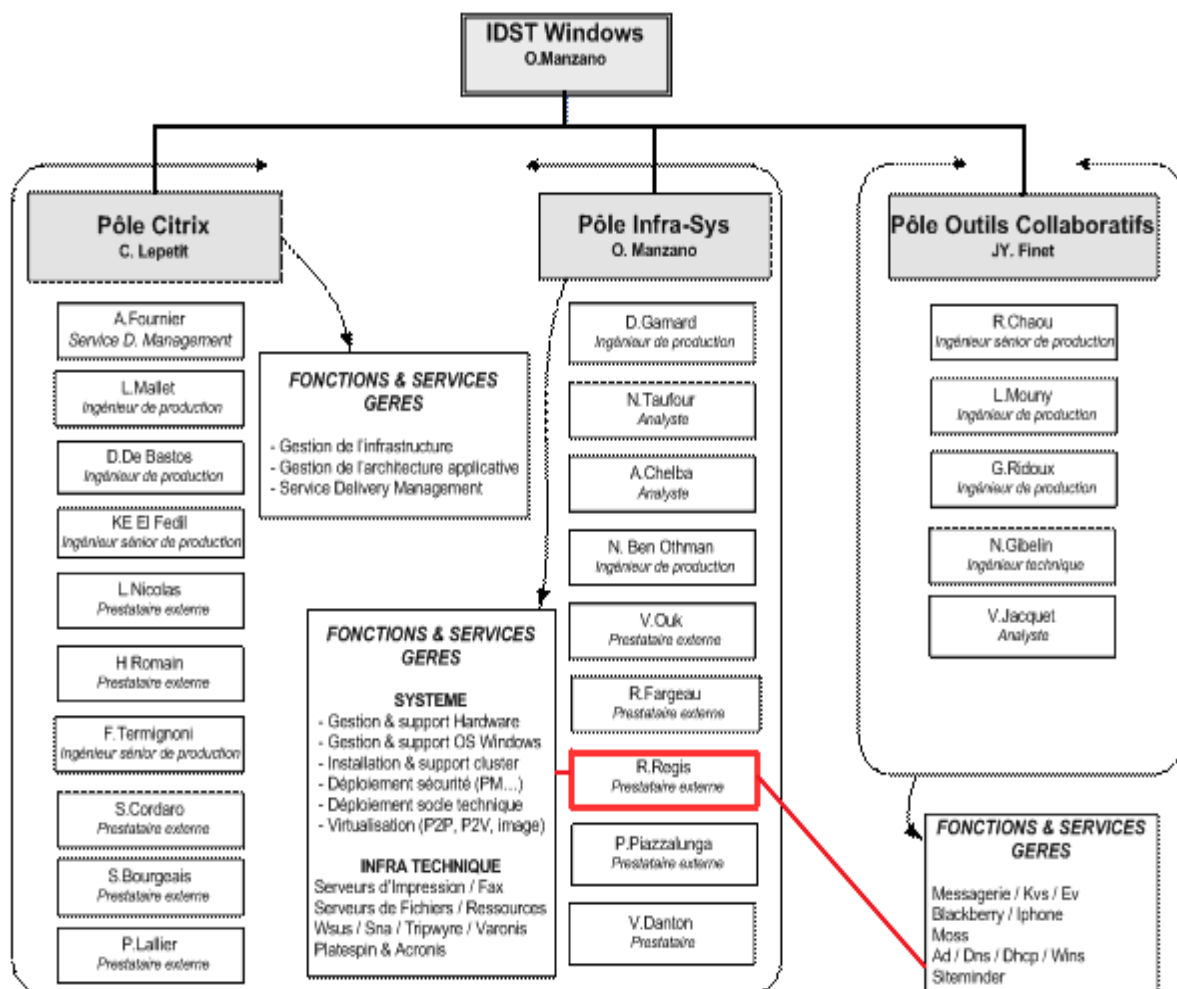 IDST Windows
O.Manzano
Pôle Citrix
C. Lepetit
A.Fournier
Service D. Management
L.Mallet
Ingénieur de production
D.De Bastos
Ingénieur de production
KE El Fedil
Ingénieur sénior de production
L.Nicolas
Prestataire externe
H.Romain
Prestataire externe
F.Termignoni
Ingénieur sénior de production
S.Cordaro
Prestataire externe
S.Bourgeais
Prestataire externe
P.Lallier
Prestataire externe
FONCTIONS & SERVICES
GERES
- Gestion de l'infrastructure
- Gestion de l'architecture applicative
- Service Delivery Management
Pôle Infra-Sys
O. Manzano
D.Gamard
Ingénieur de production
N.Taufour
Analyste
A.Chelba
Analyste
N. Ben Othman
Ingénieur de production
V.Ouk
Prestataire externe
R.Fargeau
Prestataire externe
R.Regis
Prestataire externe
P.Piazzalunga
Prestataire externe
V.Danton
Prestataire
FONCTIONS & SERVICES
GERES
SYSTEME
- Gestion & support Hardware
- Gestion & support OS Windows
- Installation & support cluster
- Déploiement sécurité (PM...)
- Déploiement socle technique
- Virtualisation (P2P, P2V, image)
INFRA TECHNIQUE
Serveurs d'Impression / Fax
Serveurs de Fichiers / Ressources
Wsus / Sna / Tripwyre / Varonis
Platespin & Acronis
Pôle Outils Collaboratifs
JY. Finet
R.Chaou
Ingénieur sénior de production
L.Mouny
Ingénieur de production
G.Ridoux
Ingénieur de production
N.Gibelin
Ingénieur technique
V.Jacquet
Analyste
FONCTIONS & SERVICES
GERES
Messagerie / Kvs / Ev
Blackberry / Iphone
Moss
Ad / Dns / Dhcp / Wins
Siteminder